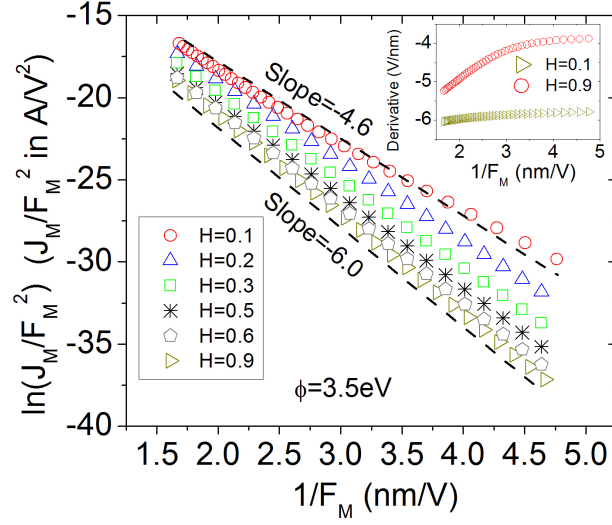 ln(J_M/F_M^2) (J_M/F_M^2 in A/V^2)
-15
-20
-25
-30
-35
-40
1.5 2.0 2.5 3.0 3.5 4.0 4.5 5.0
1/F_M (nm/V)
Slope=-4.6
Slope=-6.0
H=0.1
H=0.2
H=0.3
H=0.5
H=0.6
H=0.9
ϕ=3.5eV
Derivative (V/nm)
-4
-5
-6
2 3 4 5
1/F_M (nm/V)
H=0.1
H=0.9